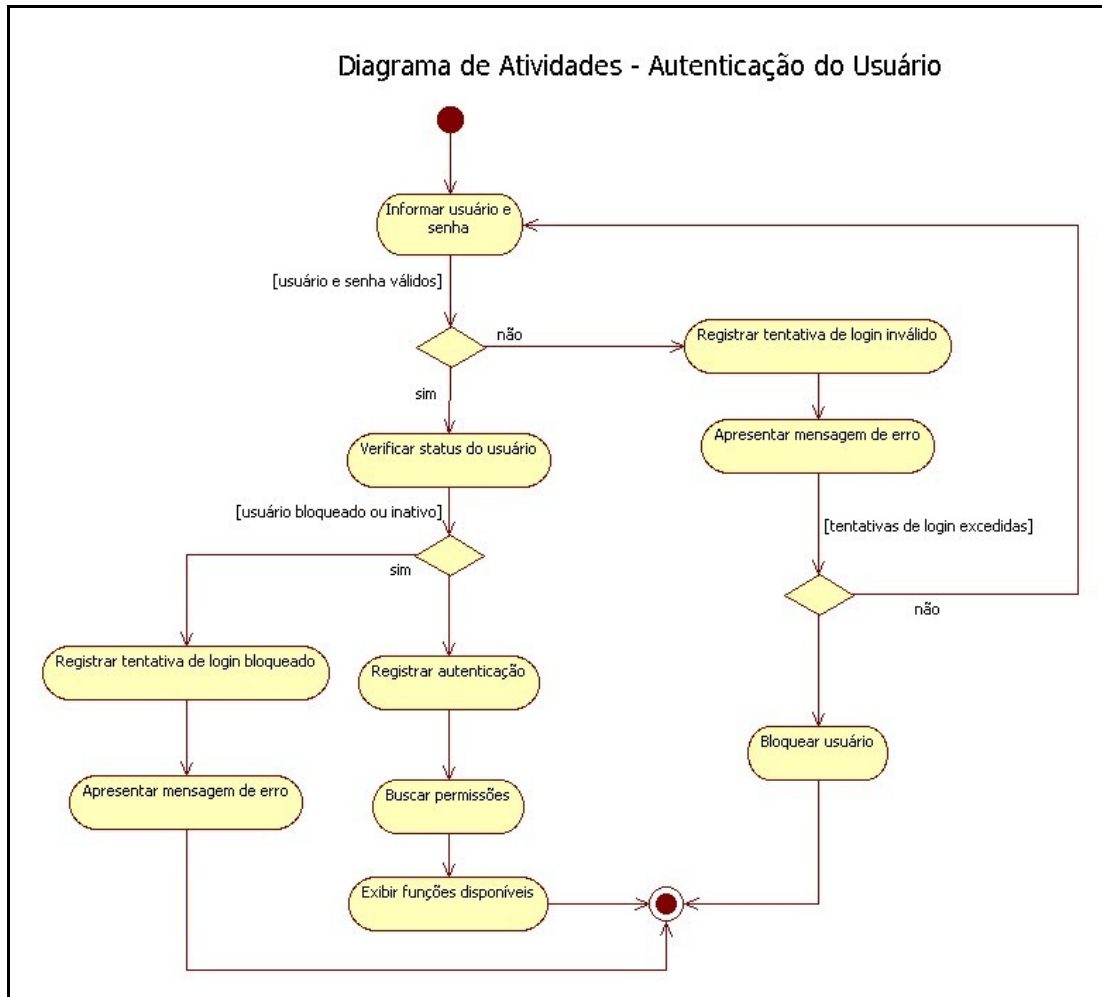 Diagrama de Atividades - Autenticação do Usuário
Informar usuário e
senha
[usuário e senha válidos]
não
Registrar tentativa de login inválido
sim
Apresentar mensagem de erro
Verificar status do usuário
[usuário bloqueado ou inativo]
[tentativas de login excedidas]
sim
não
Registrar tentativa de login bloqueado
Registrar autenticação
Bloquear usuário
Apresentar mensagem de erro
Buscar permissões
Exibir funções disponíveis